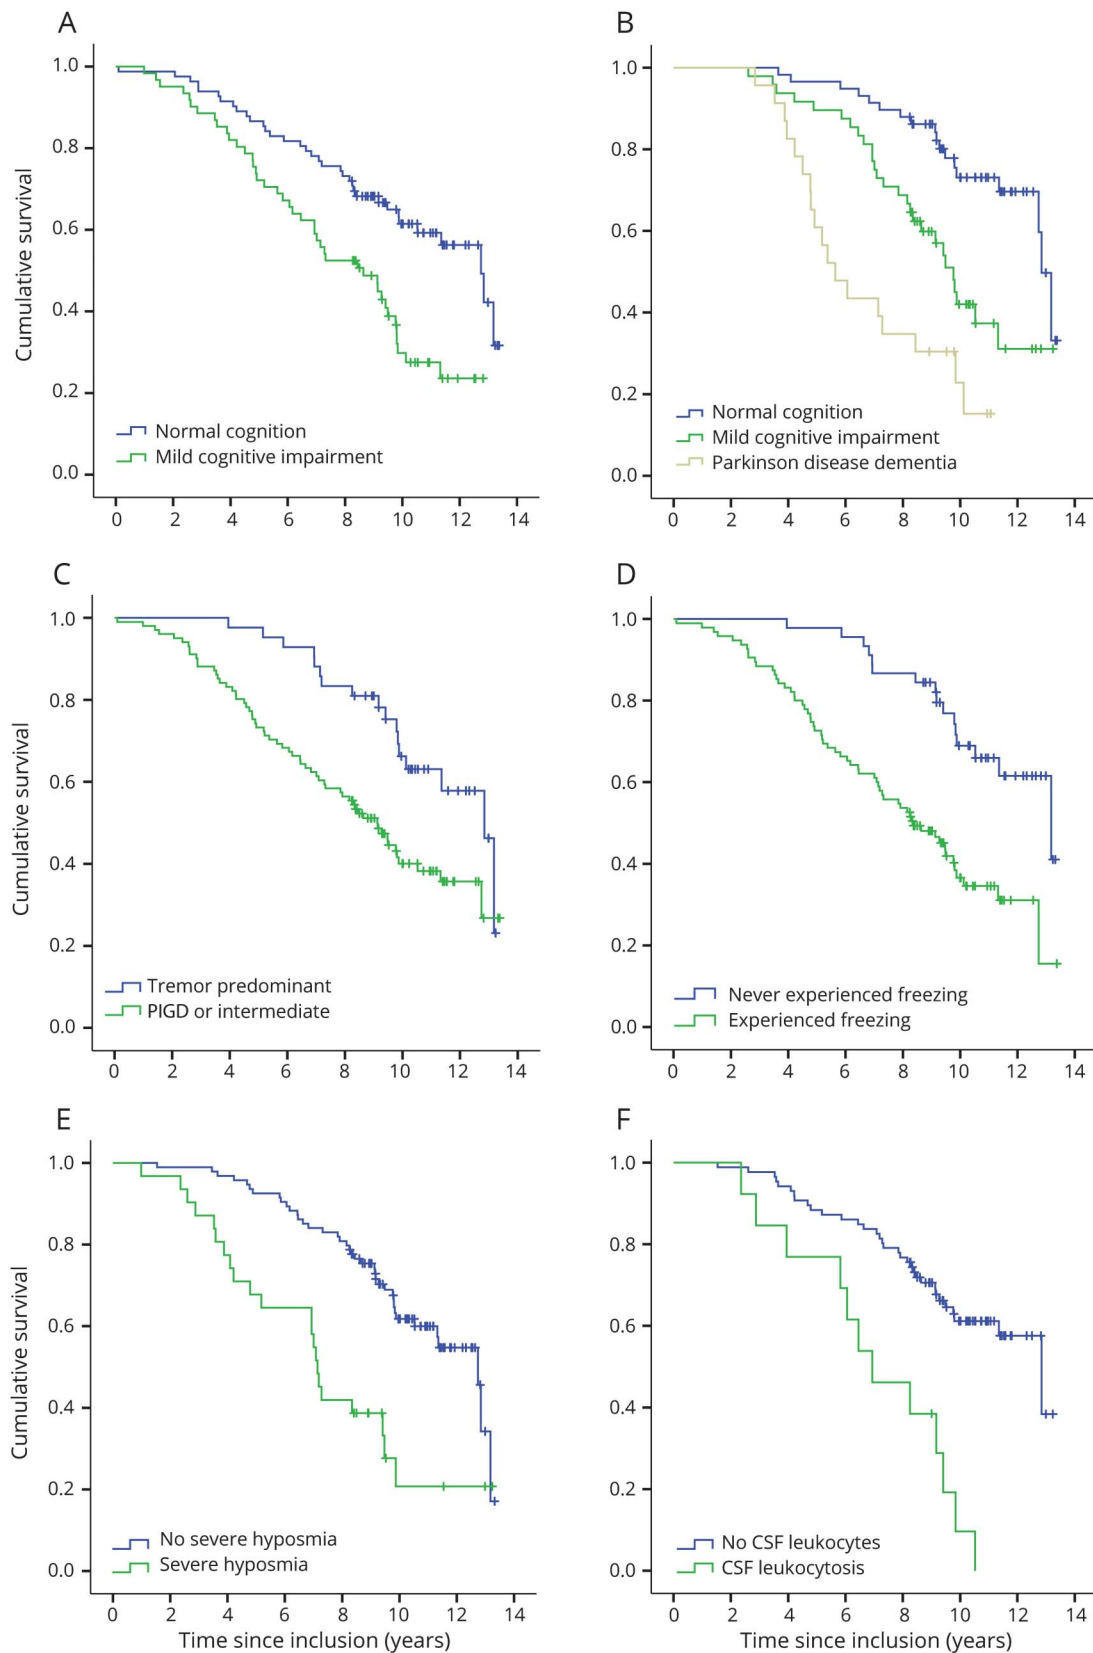 A
Cumulative survival
1.0
0.8
0.6
0.4
0.2
0.0
Normal cognition
Mild cognitive impairment
0 2 4 6 8 10 12 14
B
1.0
0.8
0.6
0.4
0.2
0.0
Normal cognition
Mild cognitive impairment
Parkinson disease dementia
0 2 4 6 8 10 12 14
C
Cumulative survival
1.0
0.8
0.6
0.4
0.2
0.0
Tremor predominant
PIGD or intermediate
0 2 4 6 8 10 12 14
D
1.0
0.8
0.6
0.4
0.2
0.0
Never experienced freezing
Experienced freezing
0 2 4 6 8 10 12 14
E
Cumulative survival
1.0
0.8
0.6
0.4
0.2
0.0
No severe hyposmia
Severe hyposmia
0 2 4 6 8 10 12 14
Time since inclusion (years)
F
1.0
0.8
0.6
0.4
0.2
0.0
No CSF leukocytes
CSF leukocytosis
0 2 4 6 8 10 12 14
Time since inclusion (years)